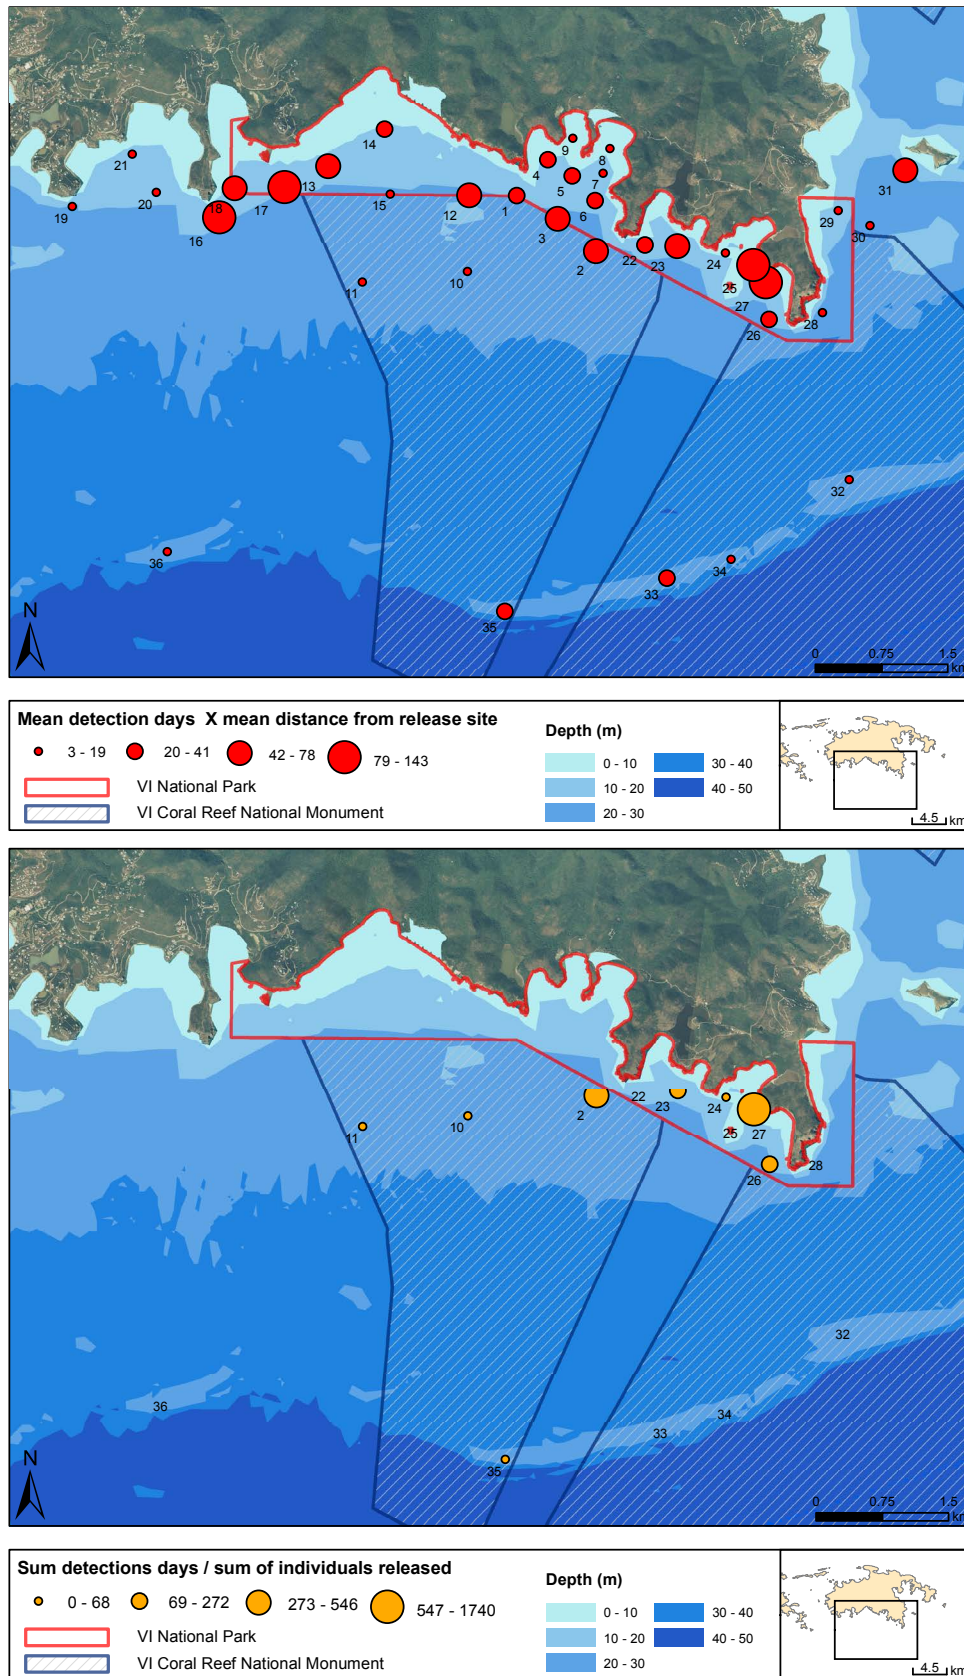 9
8
14
21
4
5
7
31
13
18
17
15
12
1
6
20
19
29
30
16
3
2
22
23
24
11
10
25
27
26
28
32
36
34
33
35
N
0 0.75 1.5
km
Mean detection days X mean distance from release site
3 - 19 20 - 41 42 - 78 79 - 143
VI National Park
VI Coral Reef National Monument
Depth (m)
0 - 10 30 - 40
10 - 20 40 - 50
20 - 30
4.5 km
2
22
23
24
11
10
25
27
26
28
32
36
34
33
35
N
0 0.75 1.5
km
Sum detections days / sum of individuals released
0 - 68 69 - 272 273 - 546 547 - 1740
VI National Park
VI Coral Reef National Monument
Depth (m)
0 - 10 30 - 40
10 - 20 40 - 50
20 - 30
4.5 km